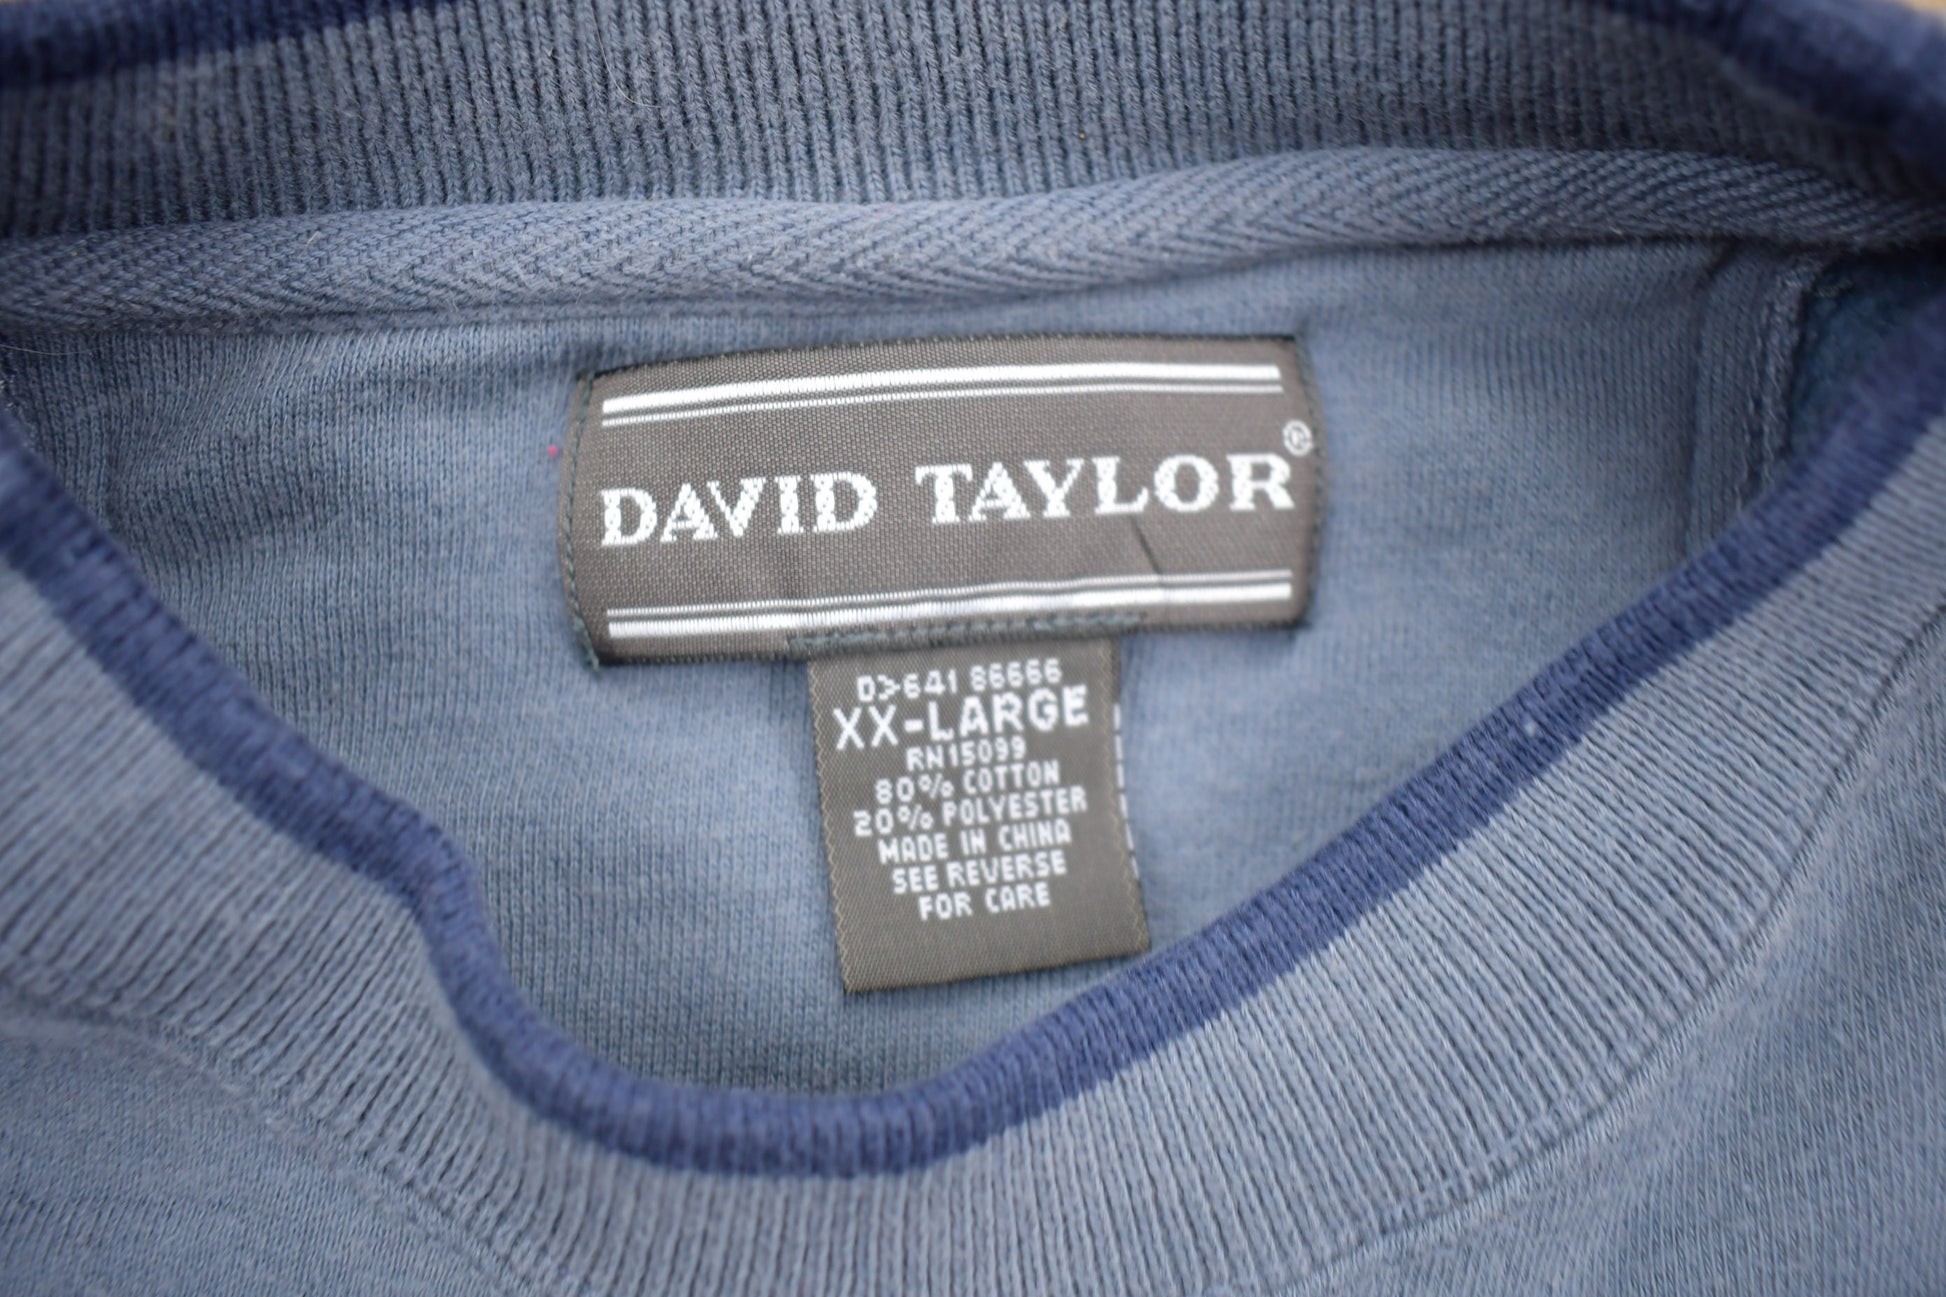 DAVID TAYLOR®
D>641 86666
XX-LARGE
RN15099
80% COTTON
20% POLYESTER
MADE IN CHINA
SEE REVERSE
FOR CARE